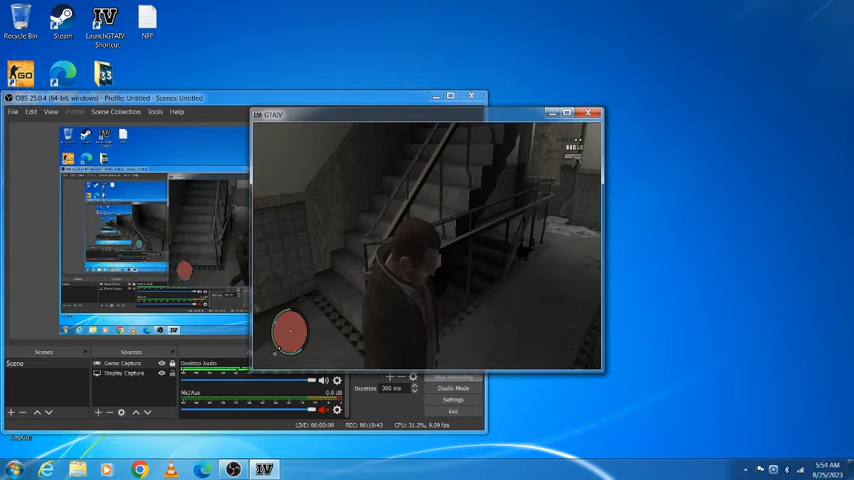 Recycle Bin
Steam
LaunchGTAIV Shortcut
NFP
GO
OBS 25.0.4 (64-bit, windows) - Profile: Untitled - Scenes: Untitled
File Edit View Profile Scene Collection Tools Help
GTAIV
Scenes
Sources
Scene
Game Capture
Display Capture
Desktop Audio
Mic/Aux
0.0 dB
Duration 300 ms
Stop Recording
Studio Mode
Settings
Exit
LIVE: 00:00:00
REC: 00:19:43
CPU: 31.2%, 9.09 fps
IV
5:54 AM
8/25/2023